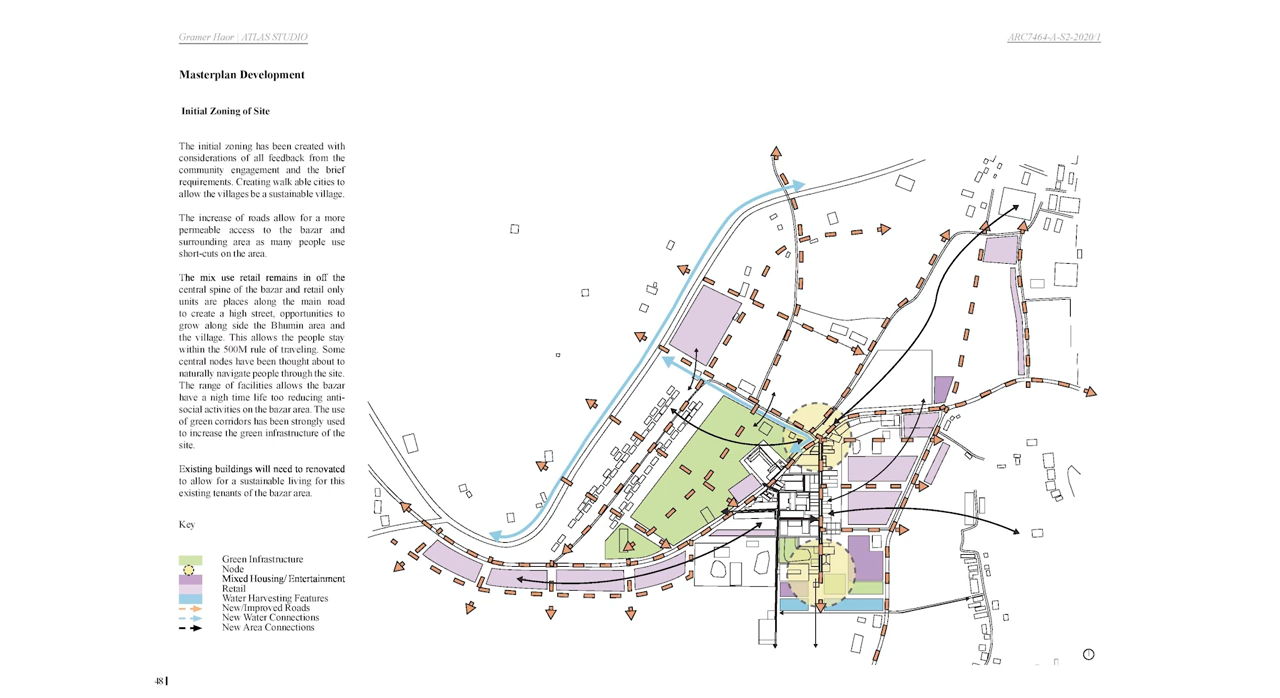 Gramer Haor | ATLAS STUDIO
ARC7464-A-S2-2020/1
Masterplan Development
Initial Zoning of Site
The initial zoning has been created with
considerations of all feedback from the
community engagement and the brief
requirements. Creating walk able cities to
allow the villages be a sustainable village.
The increase of roads allow for a more
permeable access to the bazar and
surrounding area as many people use
short-cuts on the area.
The mix use retail remains in off the
central spine of the bazar and retail only
units are places along the main road
to create a high street, opportunities to
grow along side the Bhumin area and
the village. This allows the people stay
within the 500M rule of traveling. Some
central nodes have been thought about to
naturally navigate people through the site.
The range of facilities allows the bazar
have a nigh time life too reducing anti-
social activities on the bazar area. The use
of green corridors has been strongly used
to increase the green infrastructure of the
site.
Existing buildings will need to renovated
to allow for a sustainable living for this
existing tenants of the bazar area.
Key
Green Infrastructure
Node
Mixed Housing/ Entertainment
Retail
Water Harvesting Features
New/Improved Roads
New Water Connections
New Area Connections
48